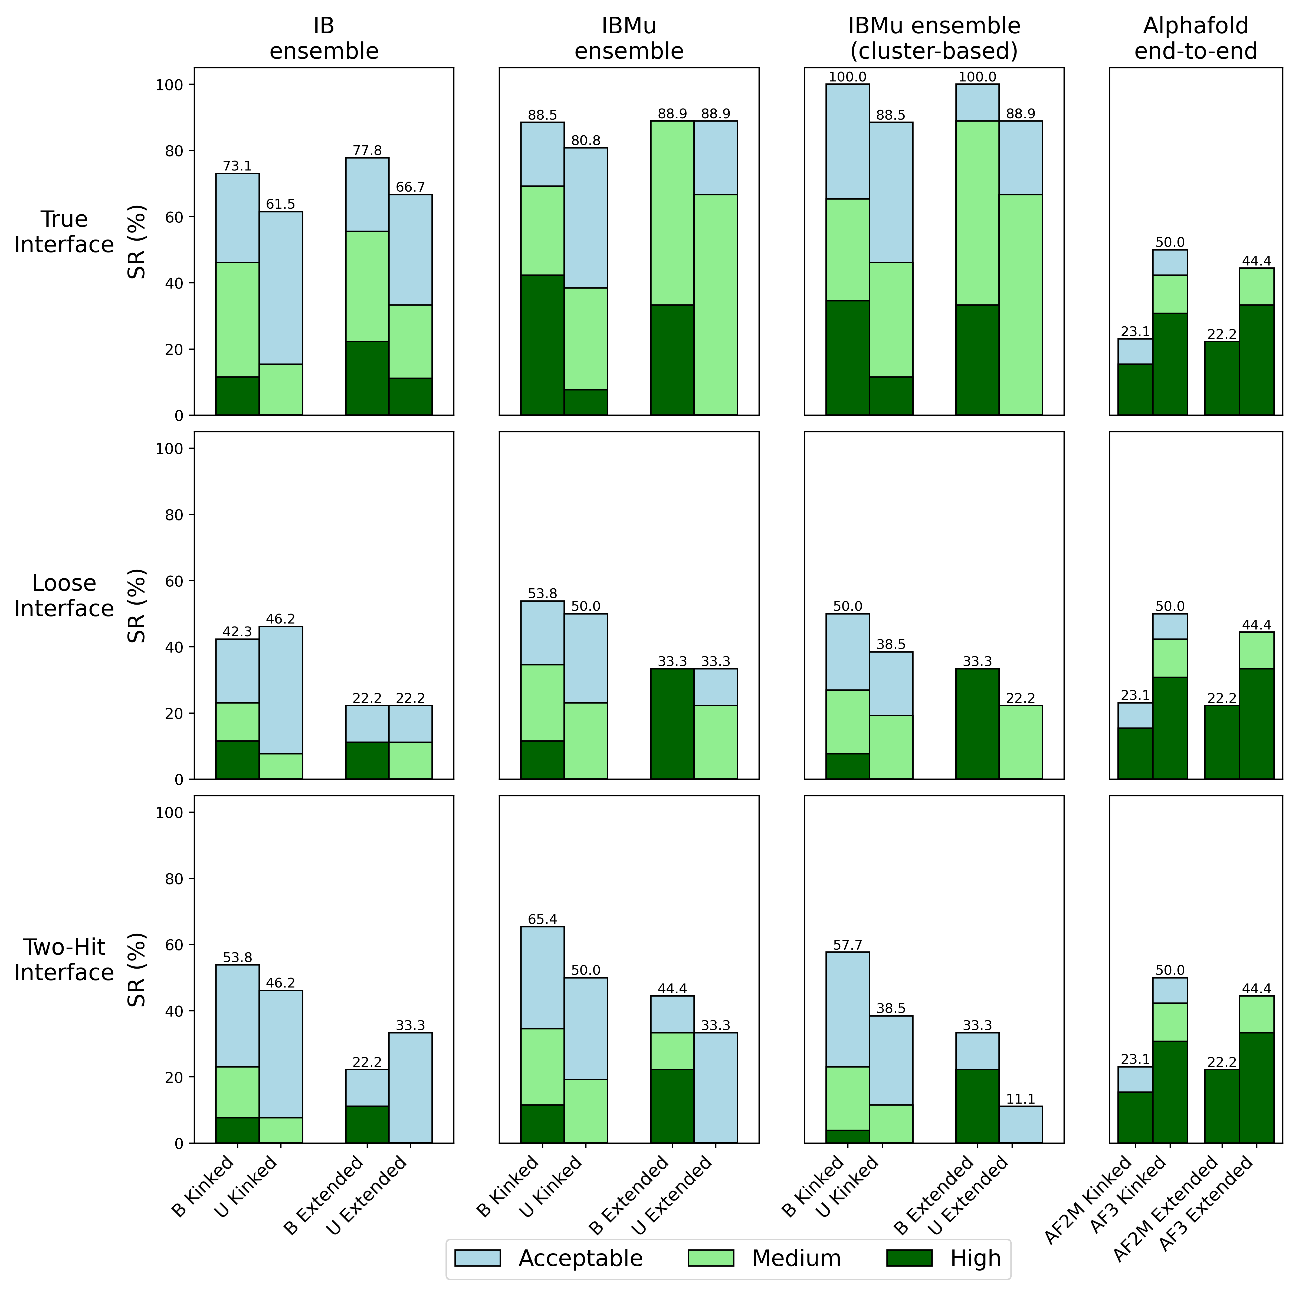 IB
ensemble
IBMu
ensemble
IBMu ensemble
(cluster-based)
Alphafold
end-to-end
True
Interface
SR (%)
100
80
60
40
20
0
73.1
61.5
77.8
66.7
88.5
80.8
88.9
88.9
100.0
88.5
100.0
88.9
23.1
50.0
22.2
44.4
Loose
Interface
SR (%)
100
80
60
40
20
0
42.3
46.2
22.2
22.2
53.8
50.0
33.3
33.3
50.0
38.5
33.3
22.2
23.1
50.0
22.2
44.4
Two-Hit
Interface
SR (%)
100
80
60
40
20
0
53.8
46.2
22.2
33.3
65.4
50.0
44.4
33.3
57.7
38.5
33.3
11.1
23.1
50.0
22.2
44.4
B Kinked
U Kinked
B Extended
U Extended
B Kinked
U Kinked
B Extended
U Extended
B Kinked
U Kinked
B Extended
U Extended
AF2M Kinked
AF3 Kinked
AF2M Extended
AF3 Extended
Acceptable
Medium
High